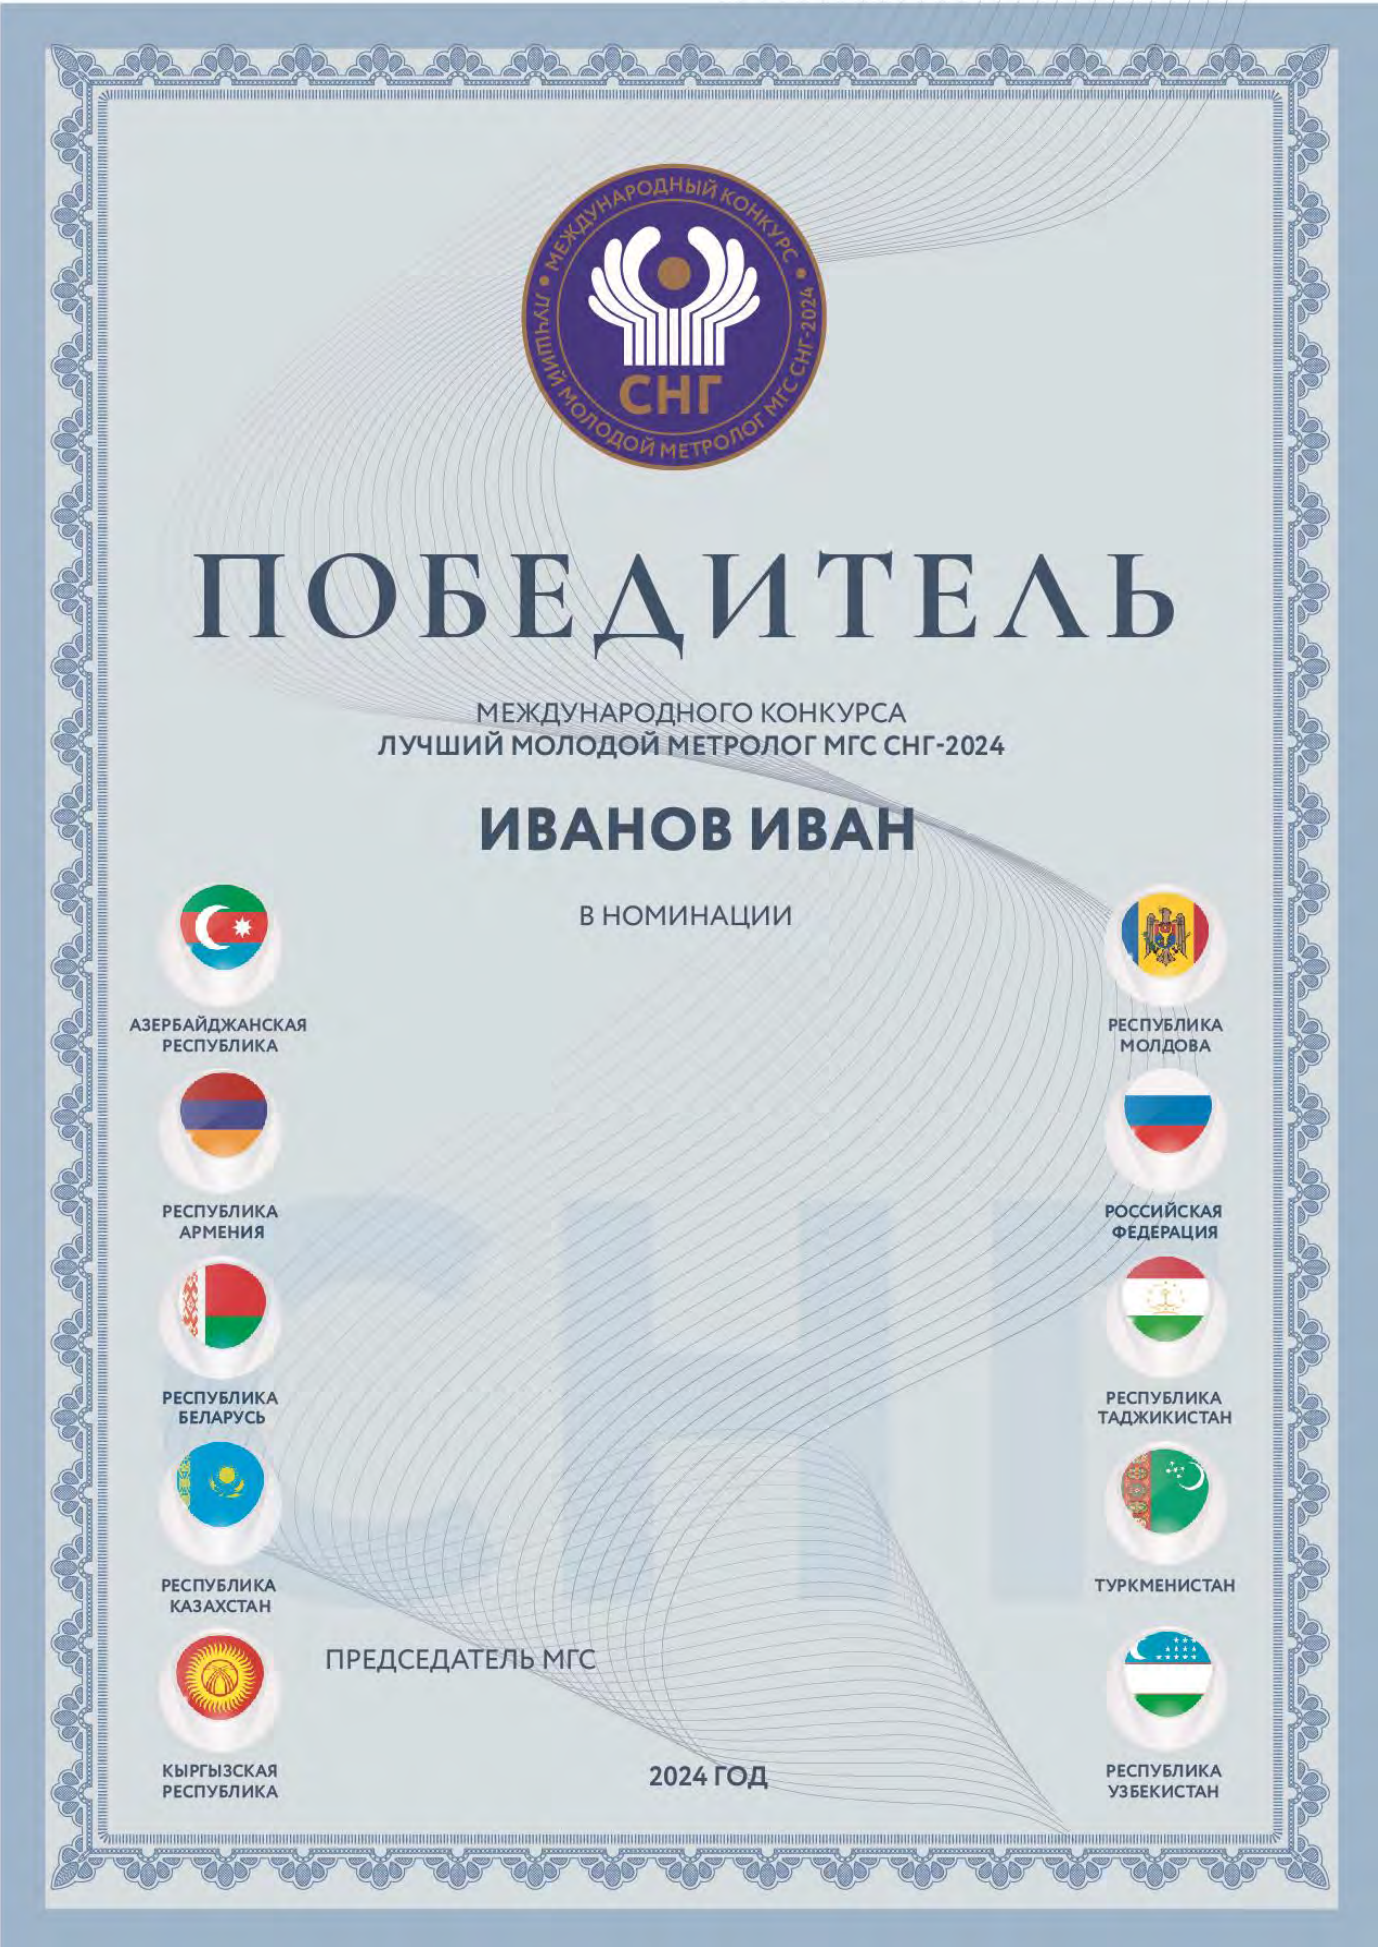 МЕЖДУНАРОДНЫЙ КОНКУРС
ЛУЧШИЙ МОЛОДОЙ МЕТРОЛОГ МГС СНГ-2024
СНГ
ПОБЕДИТЕЛЬ
МЕЖДУНАРОДНОГО КОНКУРСА
ЛУЧШИЙ МОЛОДОЙ МЕТРОЛОГ МГС СНГ-2024
ИВАНОВ ИВАН
В НОМИНАЦИИ
АЗЕРБАЙДЖАНСКАЯ
РЕСПУБЛИКА
РЕСПУБЛИКА
АРМЕНИЯ
РЕСПУБЛИКА
БЕЛАРУСЬ
РЕСПУБЛИКА
КАЗАХСТАН
КЫРГЫЗСКАЯ
РЕСПУБЛИКА
РЕСПУБЛИКА
МОЛДОВА
РОССИЙСКАЯ
ФЕДЕРАЦИЯ
РЕСПУБЛИКА
ТАДЖИКИСТАН
ТУРКМЕНИСТАН
РЕСПУБЛИКА
УЗБЕКИСТАН
СНГ
ПРЕДСЕДАТЕЛЬ МГС
2024 ГОД